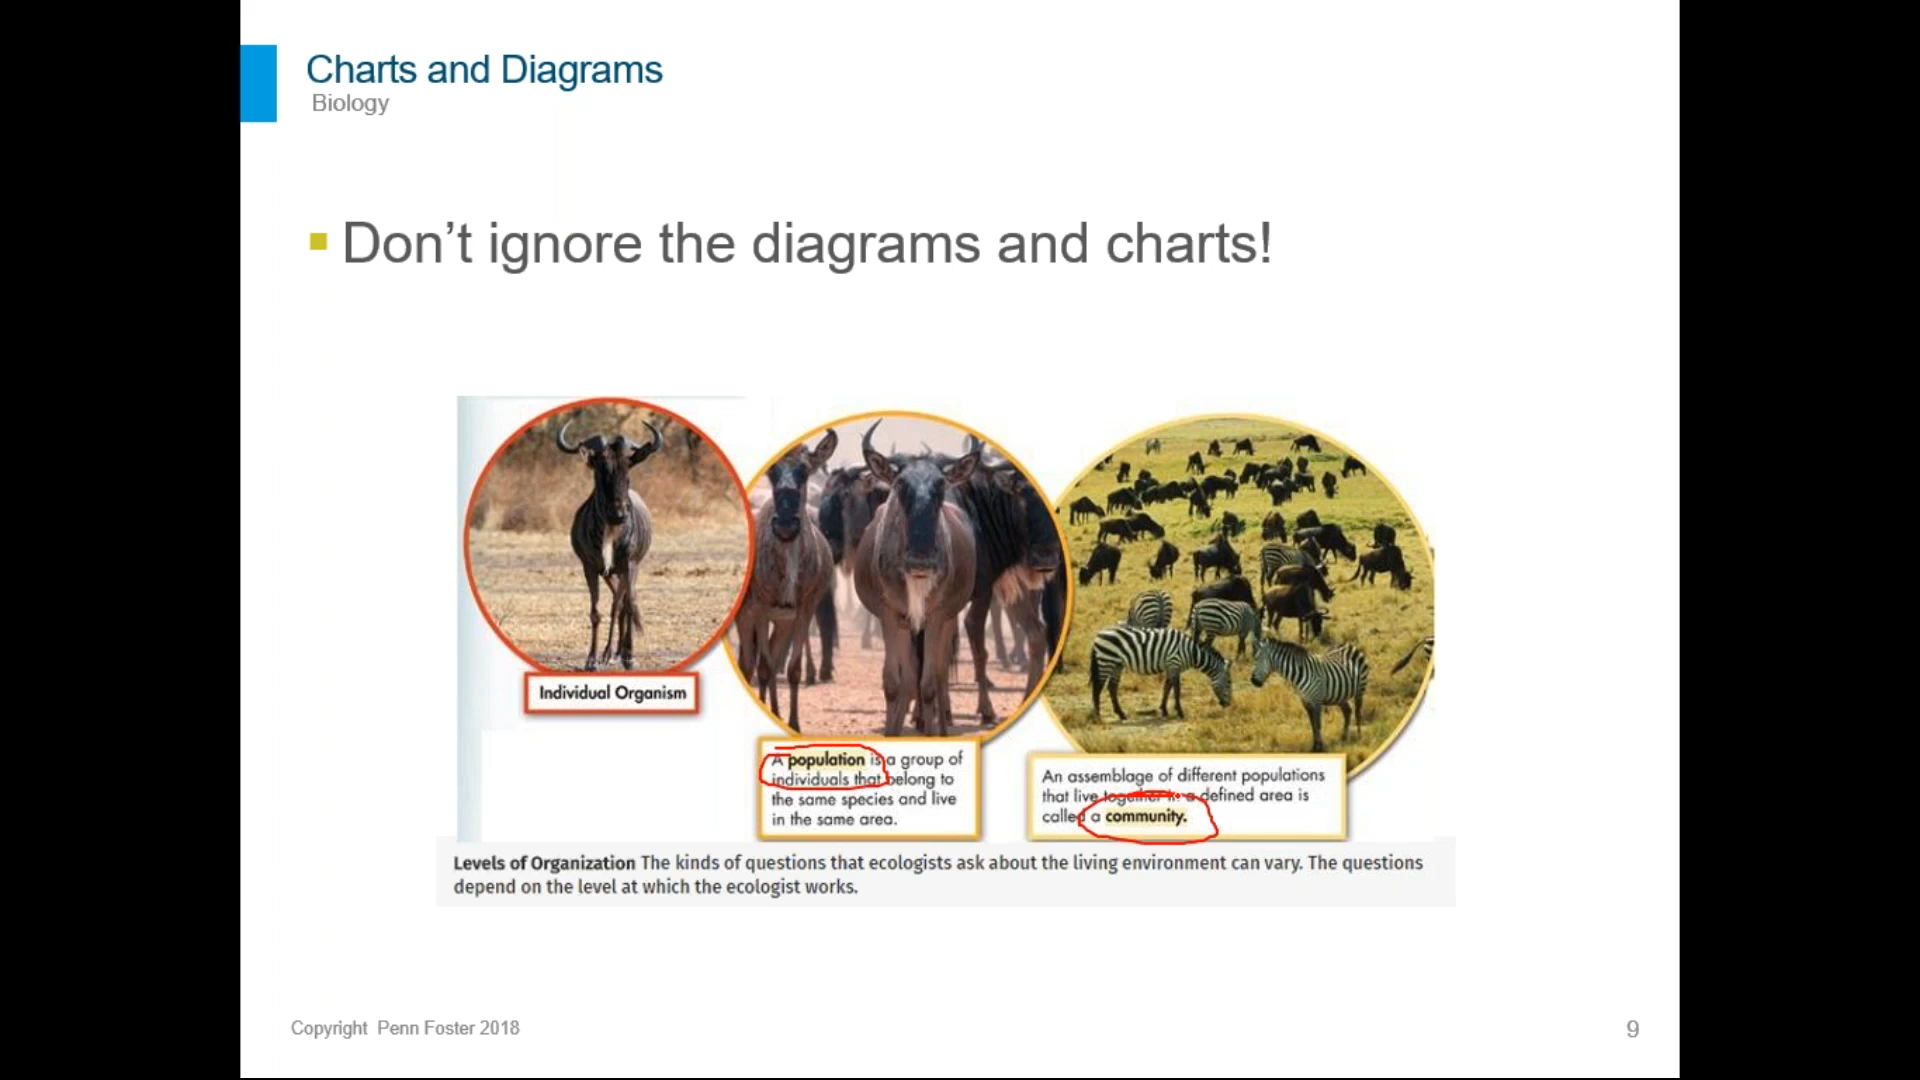 Charts and Diagrams
Biology
Don’t ignore the diagrams and charts!
Individual Organism
A population is a group of
individuals that belong to
the same species and live
in the same area.
An assemblage of different populations
that live together in a defined area is
called a community.
Levels of Organization The kinds of questions that ecologists ask about the living environment can vary. The questions
depend on the level at which the ecologist works.
Copyright Penn Foster 2018
9